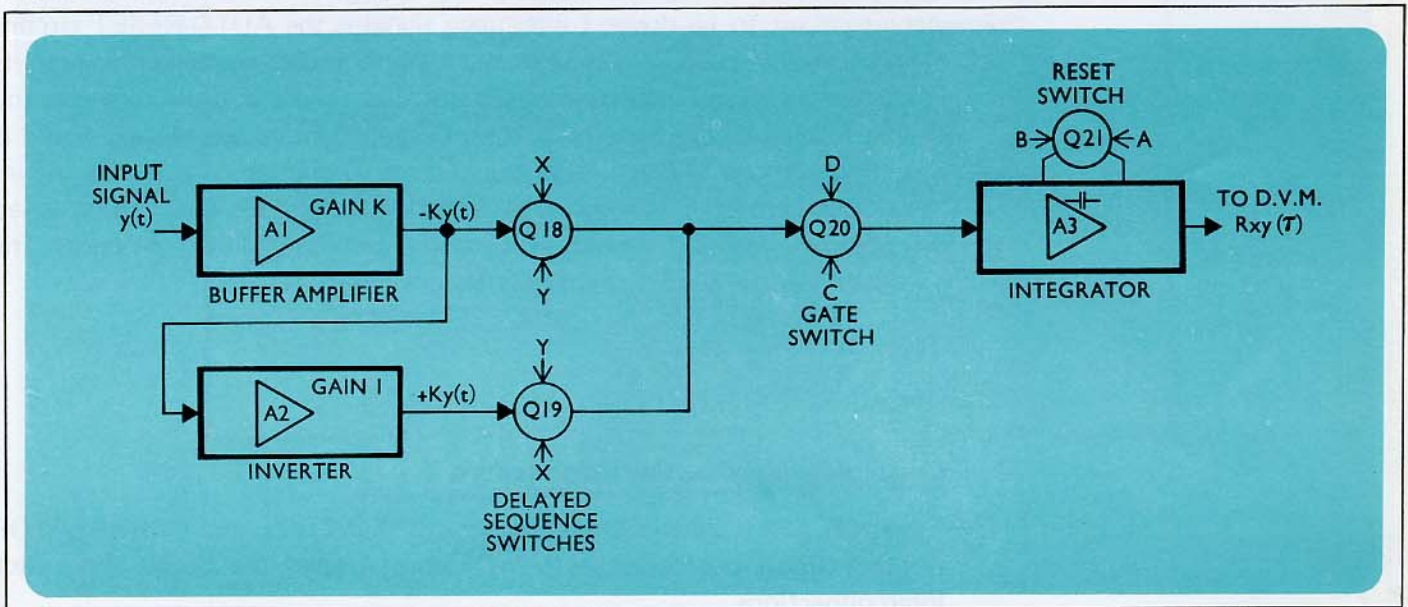 RESET
SWITCH
B
Q21
A
INPUT
SIGNAL
y(t)
A1
GAIN K
-Ky(t)
BUFFER AMPLIFIER
X
Q18
Y
D
Q20
C
GATE
SWITCH
A3
INTEGRATOR
TO D.V.M.
Rxy (τ)
A2
GAIN 1
+Ky(t)
INVERTER
Y
Q19
X
DELAYED
SEQUENCE
SWITCHES